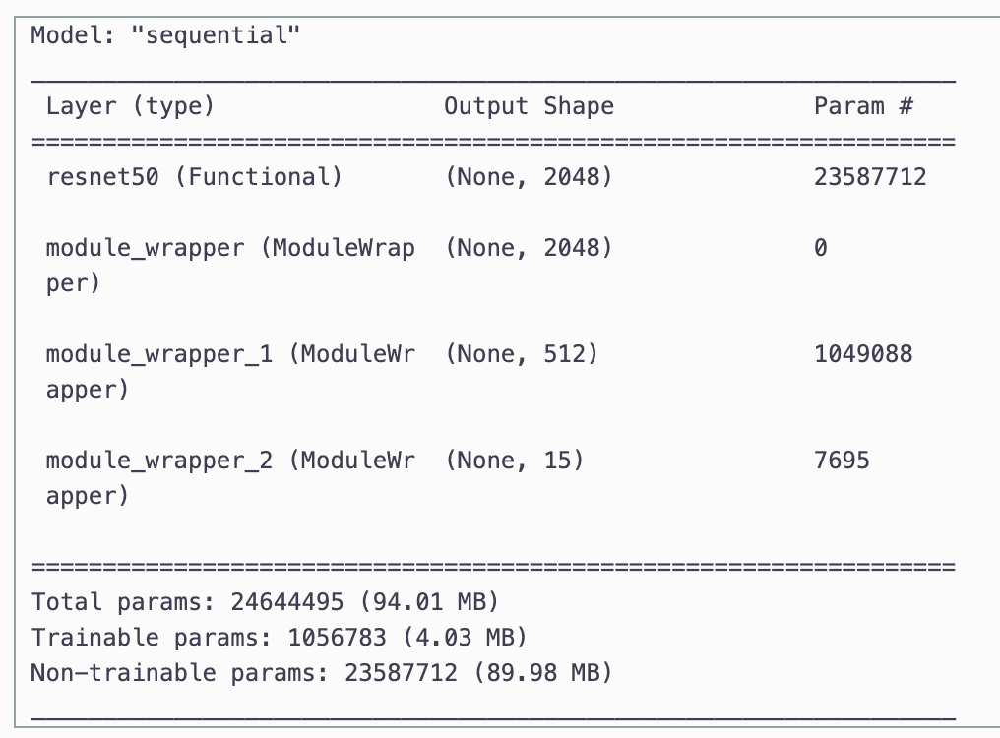 Model: "sequential"
_________________________________________________________________
Layer (type) Output Shape Param #
=================================================================
resnet50 (Functional) (None, 2048) 23587712
module_wrapper (ModuleWrap (None, 2048) 0
per)
module_wrapper_1 (ModuleWr (None, 512) 1049088
apper)
module_wrapper_2 (ModuleWr (None, 15) 7695
apper)
=================================================================
Total params: 24644495 (94.01 MB)
Trainable params: 1056783 (4.03 MB)
Non-trainable params: 23587712 (89.98 MB)
_________________________________________________________________